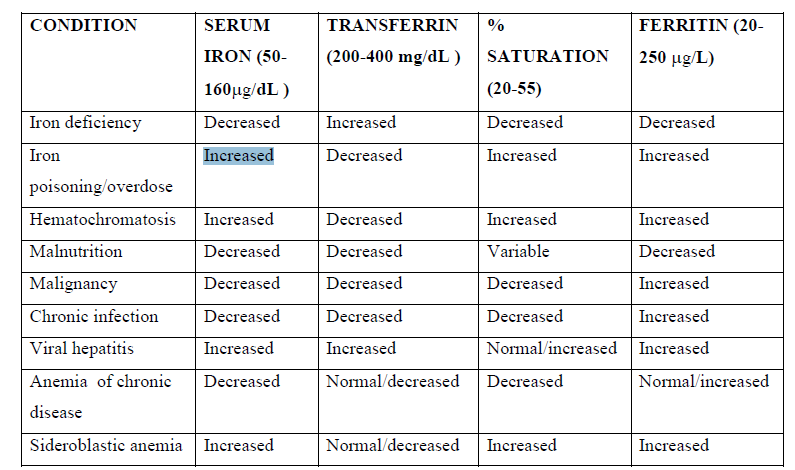 CONDITION SERUM IRON (50-160μg/dL ) TRANSFERRIN (200-400 mg/dL ) % SATURATION (20-55) FERRITIN (20-250 μg/L)
Iron deficiency Decreased Increased Decreased Decreased
Iron poisoning/overdose Increased Decreased Increased Increased
Hematochromatosis Increased Decreased Increased Increased
Malnutrition Decreased Decreased Variable Decreased
Malignancy Decreased Decreased Decreased Increased
Chronic infection Decreased Decreased Decreased Increased
Viral hepatitis Increased Increased Normal/increased Increased
Anemia of chronic disease Decreased Normal/decreased Decreased Normal/increased
Sideroblastic anemia Increased Normal/decreased Increased Increased